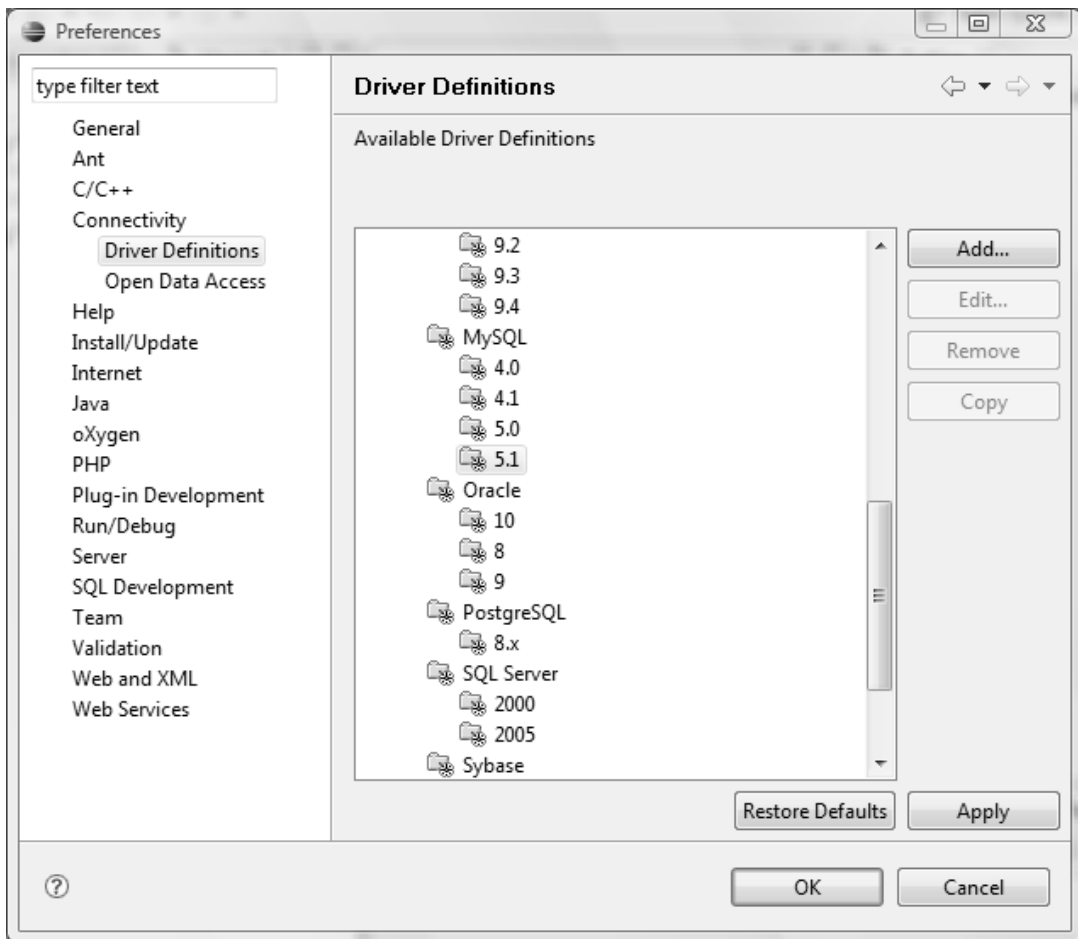 Preferences
type filter text
General
Ant
C/C++
Connectivity
Driver Definitions
Open Data Access
Help
Install/Update
Internet
Java
oXygen
PHP
Plug-in Development
Run/Debug
Server
SQL Development
Team
Validation
Web and XML
Web Services
Driver Definitions
Available Driver Definitions
9.2
9.3
9.4
MySQL
4.0
4.1
5.0
5.1
Oracle
10
8
9
PostgreSQL
8.x
SQL Server
2000
2005
Sybase
Add...
Edit...
Remove
Copy
Restore Defaults
Apply
?
OK
Cancel